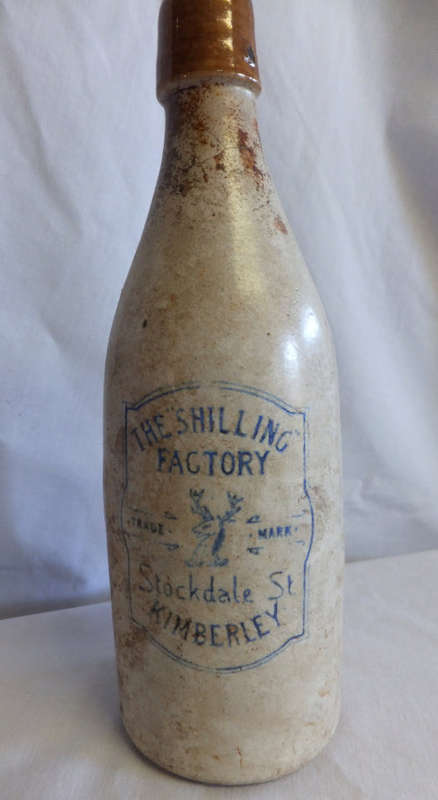 THE "SHILLING"
FACTORY
TRADE MARK
Stockdale St
KIMBERLEY